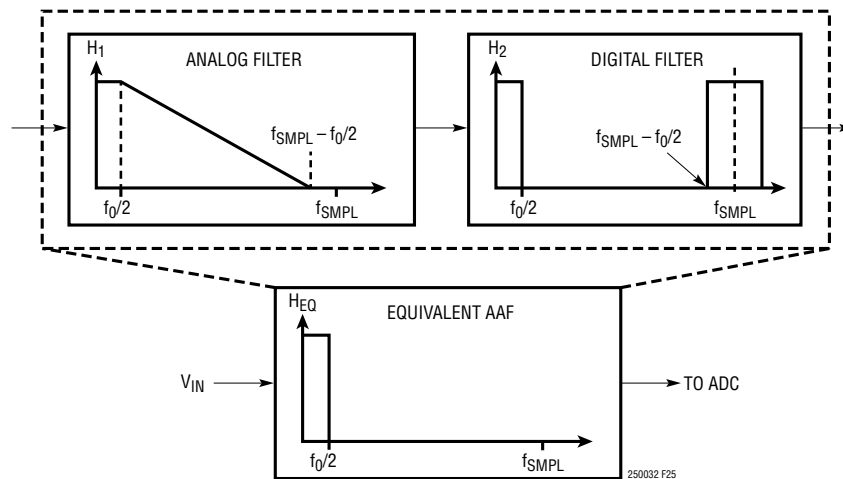 H1
ANALOG FILTER
fSMPL – f0/2
f0/2
fSMPL
H2
DIGITAL FILTER
fSMPL – f0/2
f0/2
fSMPL
HEQ
EQUIVALENT AAF
VIN
TO ADC
f0/2
fSMPL
250032 F25